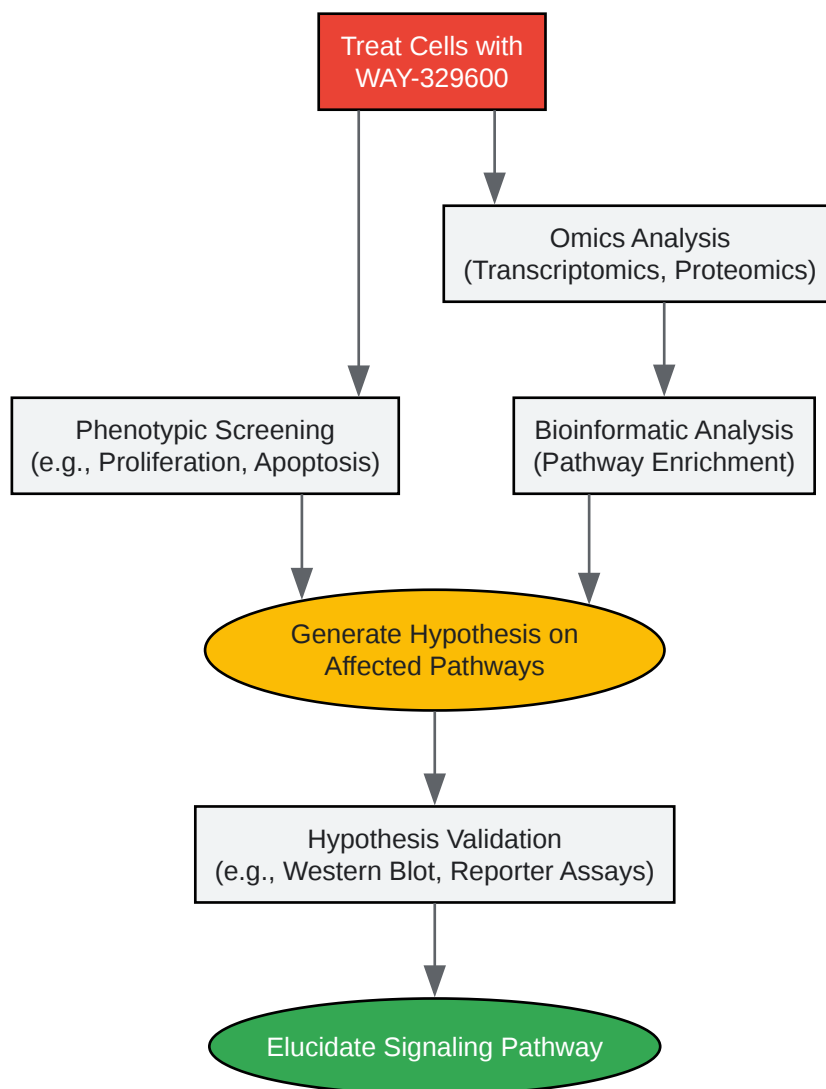 Treat Cells with
WAY-329600
Omics Analysis
(Transcriptomics, Proteomics)
Phenotypic Screening
(e.g., Proliferation, Apoptosis)
Bioinformatic Analysis
(Pathway Enrichment)
Generate Hypothesis on
Affected Pathways
Hypothesis Validation
(e.g., Western Blot, Reporter Assays)
Elucidate Signaling Pathway